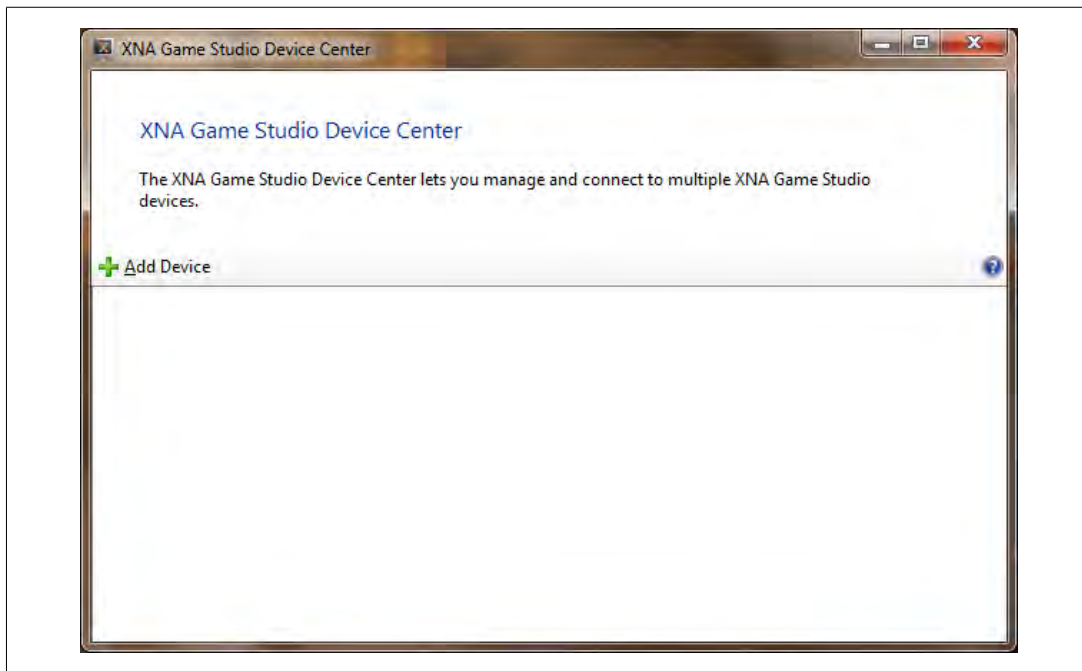 XNA Game Studio Device Center
XNA Game Studio Device Center
The XNA Game Studio Device Center lets you manage and connect to multiple XNA Game Studio
devices.
Add Device